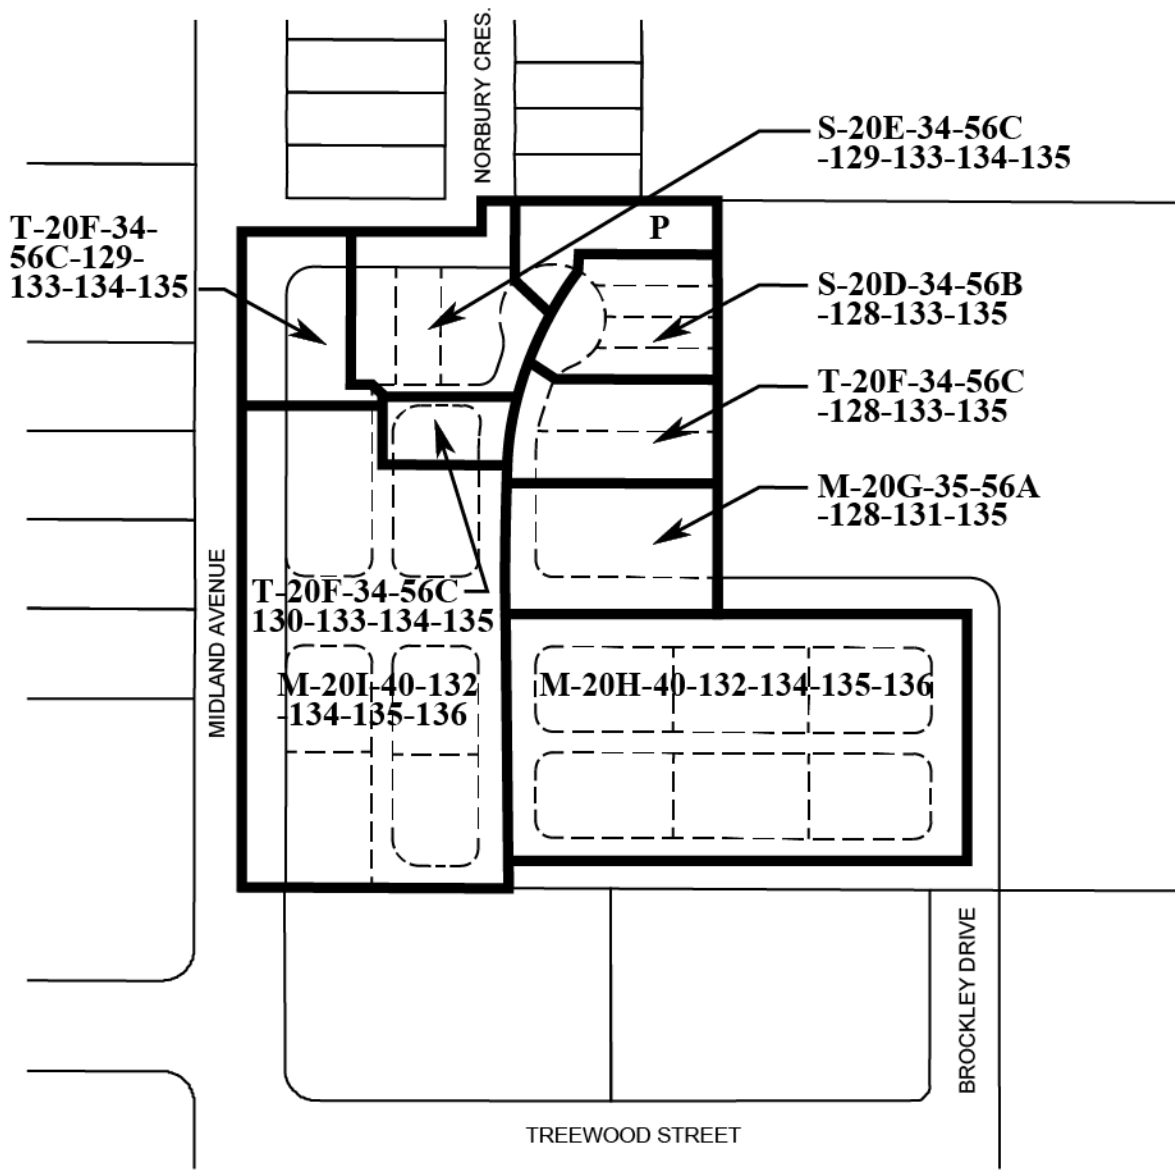 NORBURY CRES.
S-20E-34-56C
-129-133-134-135
T-20F-34-
56C-129-
133-134-135
P
S-20D-34-56B
-128-133-135
T-20F-34-56C
-128-133-135
M-20G-35-56A
-128-131-135
MIDLAND AVENUE
T-20F-34-56C
130-133-134-135
M-20I-40-132
-134-135-136
M-20H-40-132-134-135-136
BROCKLEY DRIVE
TREEWOOD STREET